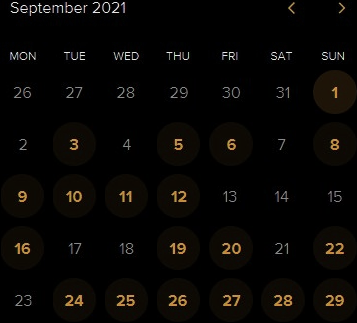 September 2021
MON TUE WED THU FRI SAT SUN
26 27 28 29 30 31 1
2 3 4 5 6 7 8
9 10 11 12 13 14 15
16 17 18 19 20 21 22
23 24 25 26 27 28 29